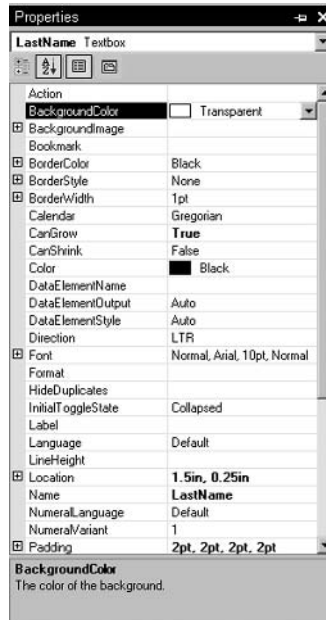 Properties
LastName Textbox
Action
BackgroundColor Transparent
BackgroundImage
Bookmark
BorderColor Black
BorderStyle None
BorderWidth 1pt
Calendar Gregorian
CanGrow True
CanShrink False
Color Black
DataElementName
DataElementOutput Auto
DataElementStyle Auto
Direction LTR
Font Normal, Arial, 10pt, Normal
Format
HideDuplicates
InitialToggleState Collapsed
Label
Language Default
LineHeight
Location 1.5in, 0.25in
Name LastName
NumeralLanguage Default
NumeralVariant 1
Padding 2pt, 2pt, 2pt, 2pt
BackgroundColor
The color of the background.